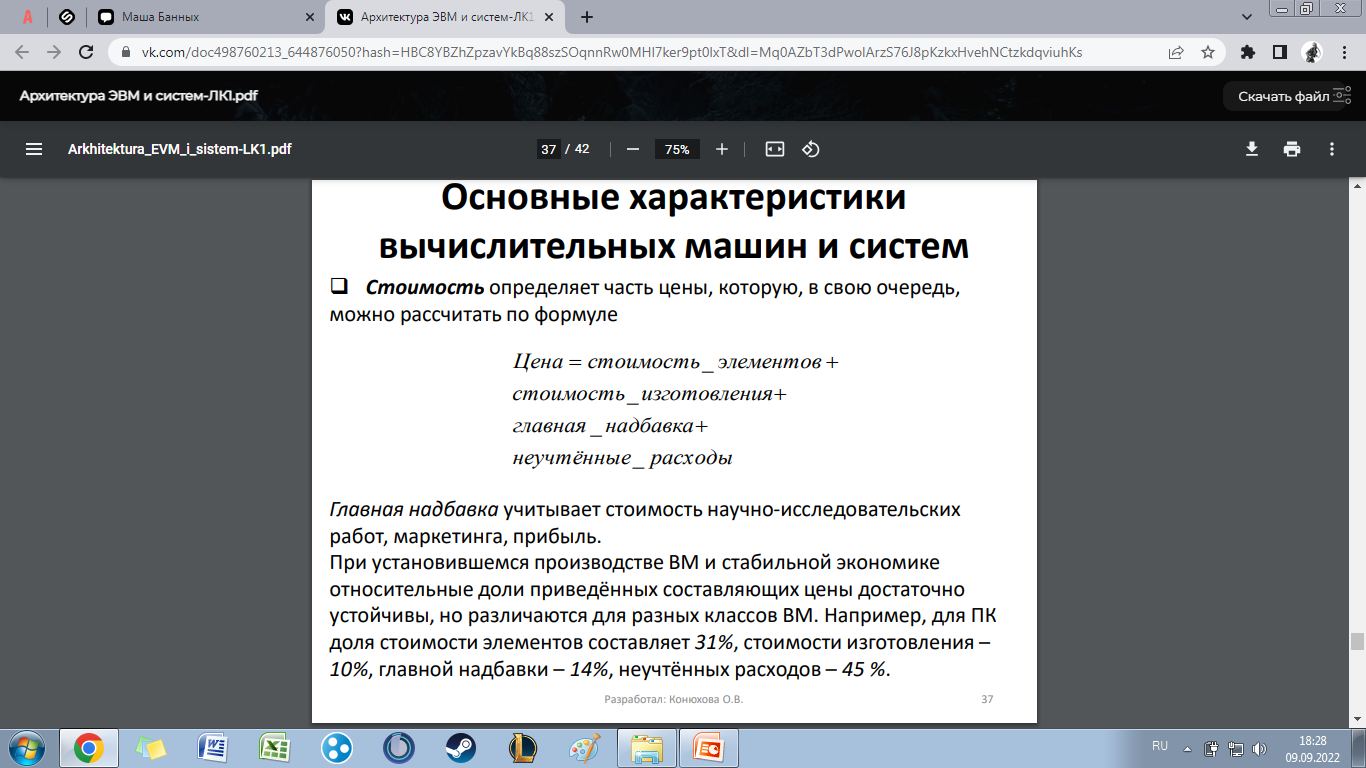 Маша Банных
Архитектура ЭВМ и систем-ЛК1
vk.com/doc498760213_644876050?hash=HBC8YBZhZpzavYkBq88szSOqnnRw0MHI7ker9pt0IxT&dl=Mq0AZbT3dPwoIArzS76J8pKzkxHvehNCtzkdqviuhKs
Архитектура ЭВМ и систем-ЛК1.pdf
Скачать файл
Arkhitektura_EVM_i_sistem-LK1.pdf
37 / 42
75%
Основные характеристики
вычислительных машин и систем
Стоимость определяет часть цены, которую, в свою очередь,
можно рассчитать по формуле
Цена = стоимость_элементов +
стоимость_изготовления+
главная_надбавка+
неучтённые_расходы
Главная надбавка учитывает стоимость научно-исследовательских
работ, маркетинга, прибыль.
При установившемся производстве ВМ и стабильной экономике
относительные доли приведённых составляющих цены достаточно
устойчивы, но различаются для разных классов ВМ. Например, для ПК
доля стоимости элементов составляет 31%, стоимости изготовления –
10%, главной надбавки – 14%, неучтённых расходов – 45 %.
Разработал: Конюхова О.В.
37
RU
18:28
09.09.2022